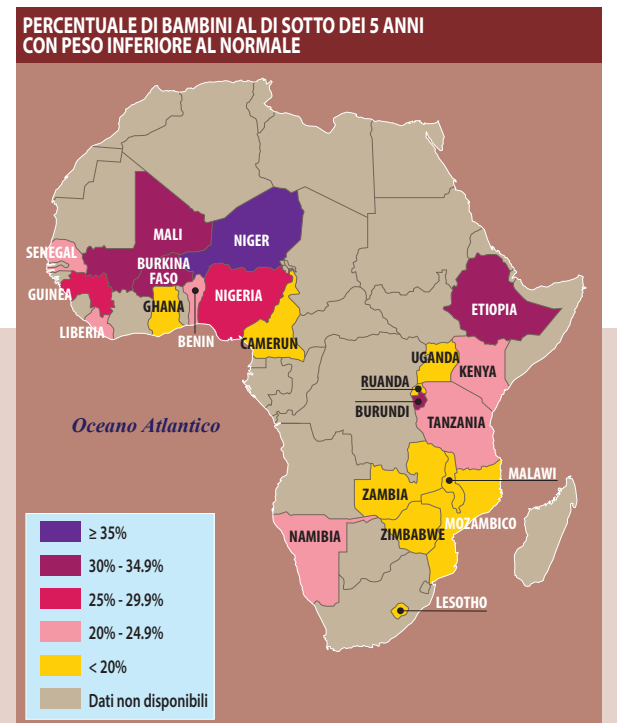 PERCENTUALE DI BAMBINI AL DI SOTTO DEI 5 ANNI
CON PESO INFERIORE AL NORMALE
MALI
NIGER
SENEGAL
BURKINA
FASO
GUINEA
NIGERIA
ETIOPIA
GHANA
LIBERIA
BENIN
CAMERUN
UGANDA
KENYA
RUANDA
BURUNDI
TANZANIA
Oceano Atlantico
MALAWI
ZAMBIA
MOZAMBICO
NAMIBIA
ZIMBABWE
LESOTHO
≥ 35%
30% - 34.9%
25% - 29.9%
20% - 24.9%
< 20%
Dati non disponibili